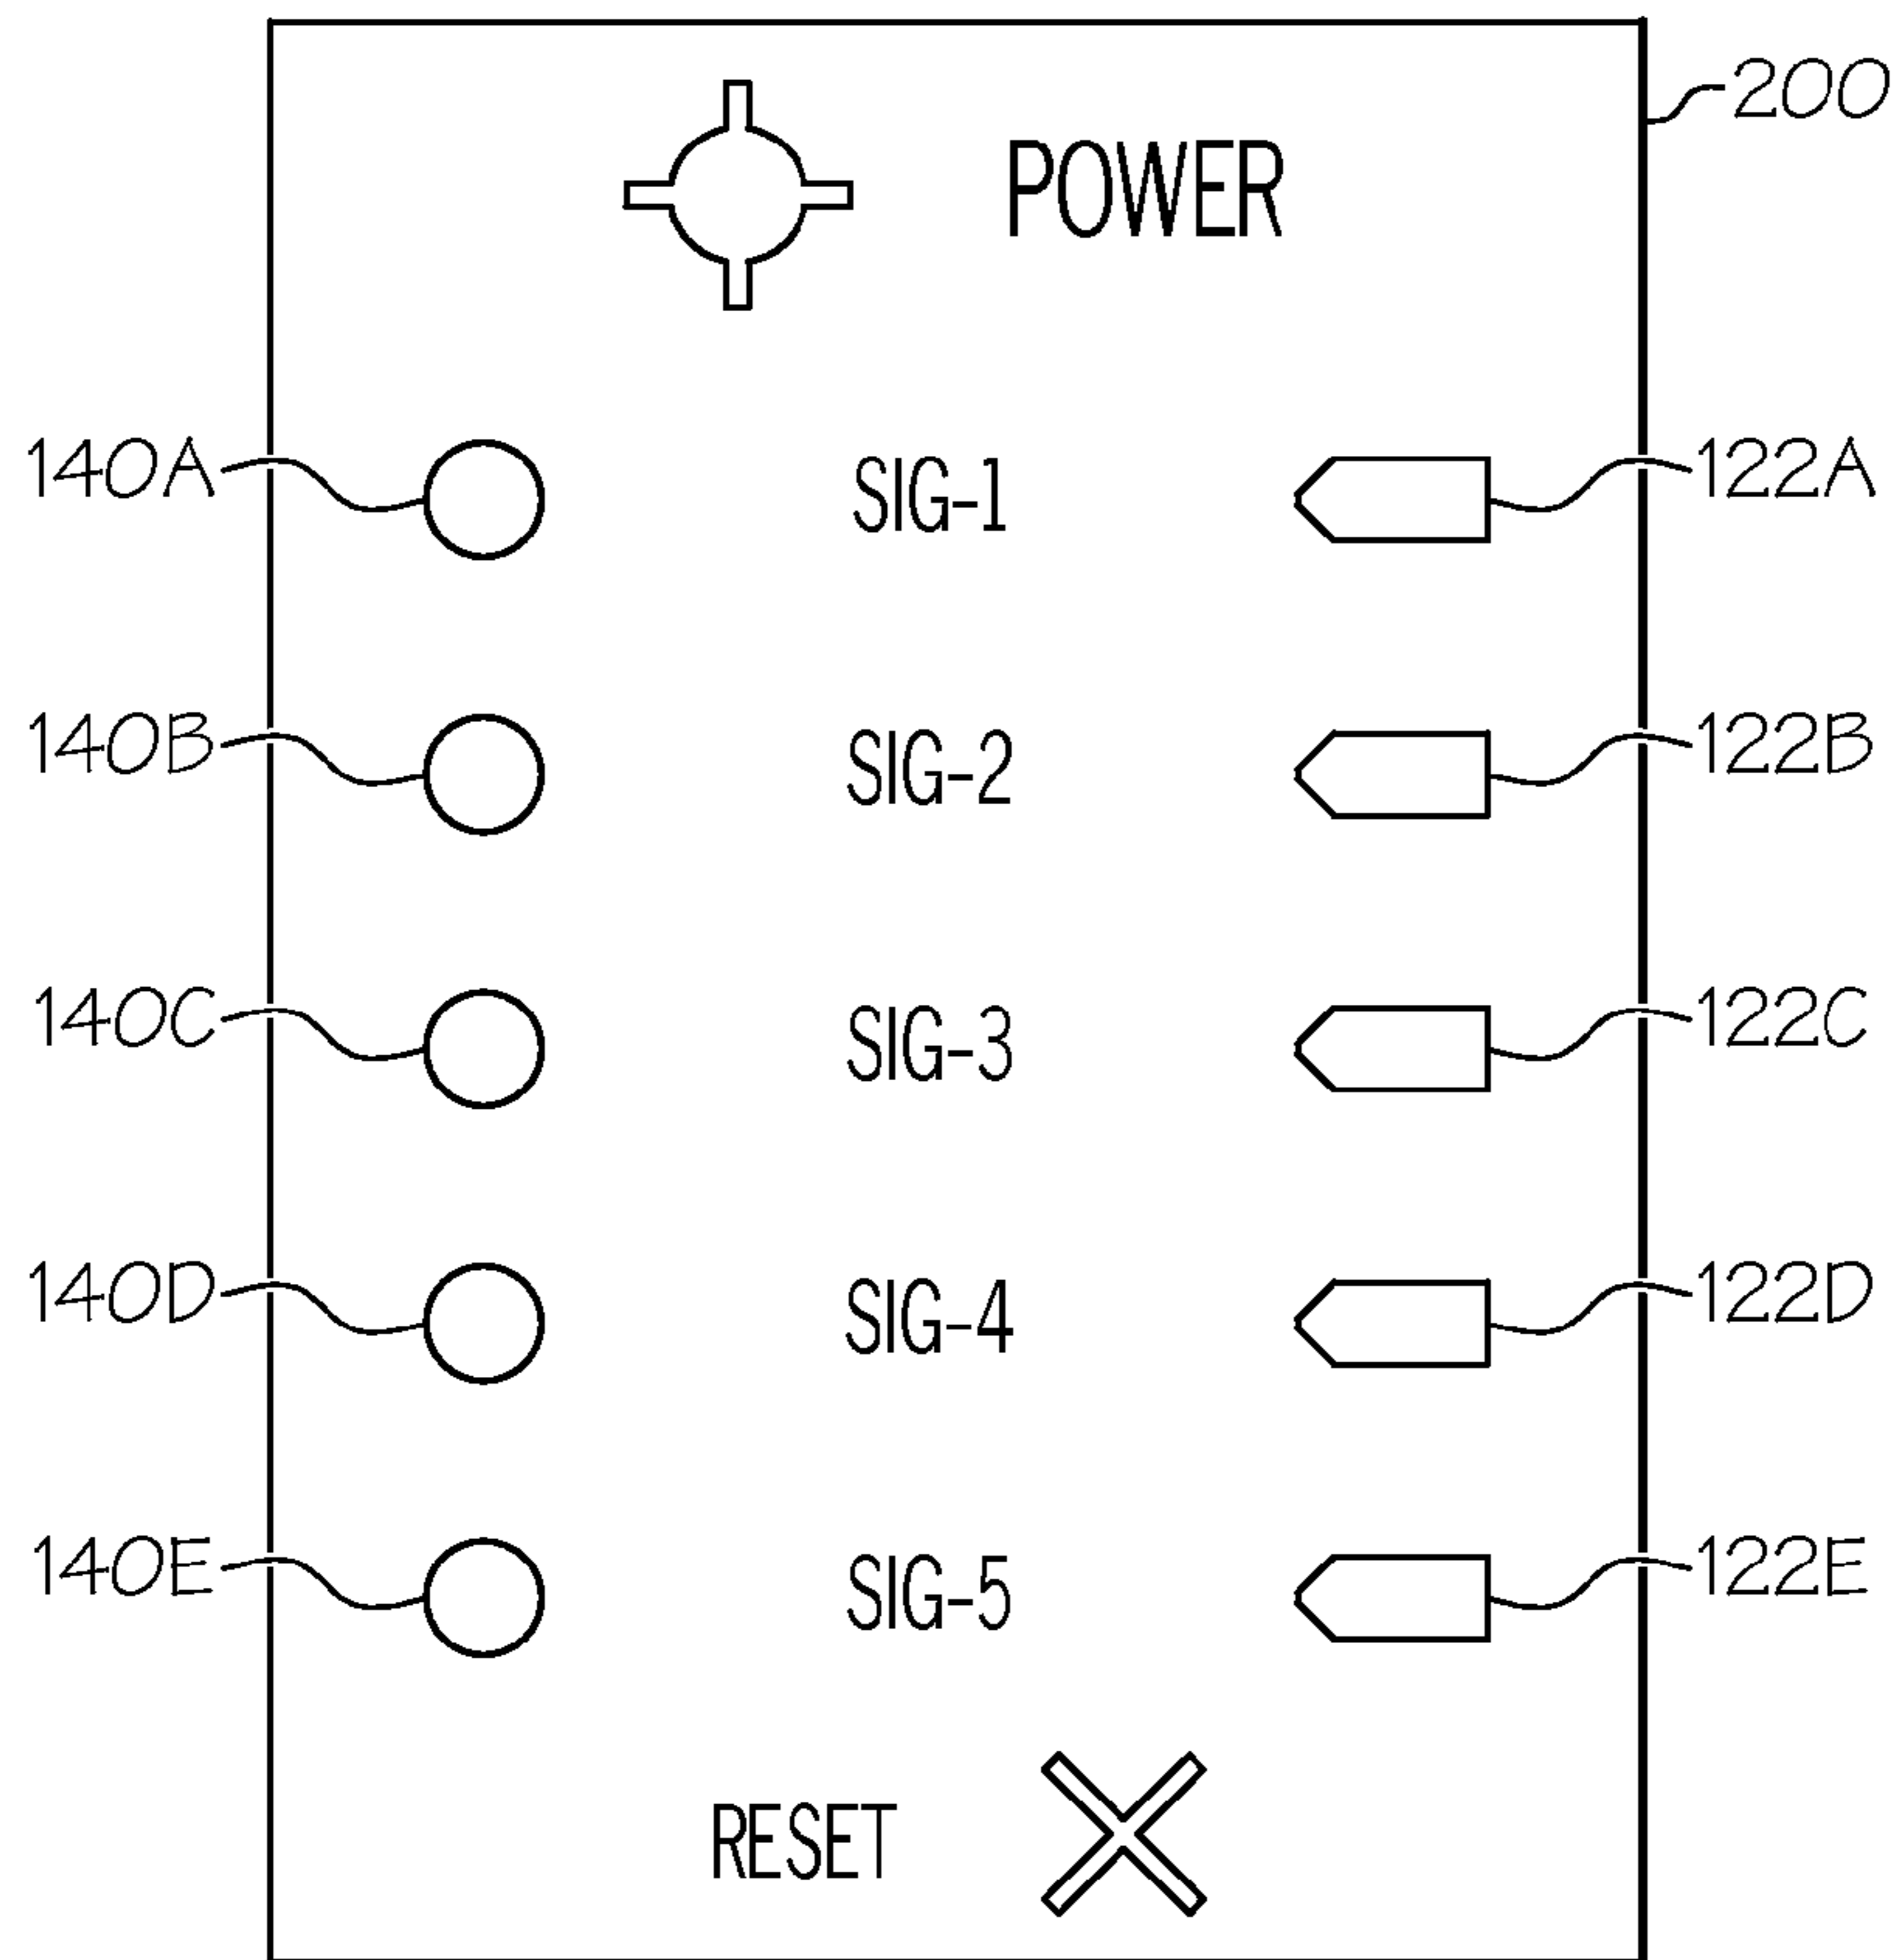 200
POWER
140A SIG-1 122A
140B SIG-2 122B
140C SIG-3 122C
140D SIG-4 122D
140E SIG-5 122E
RESET